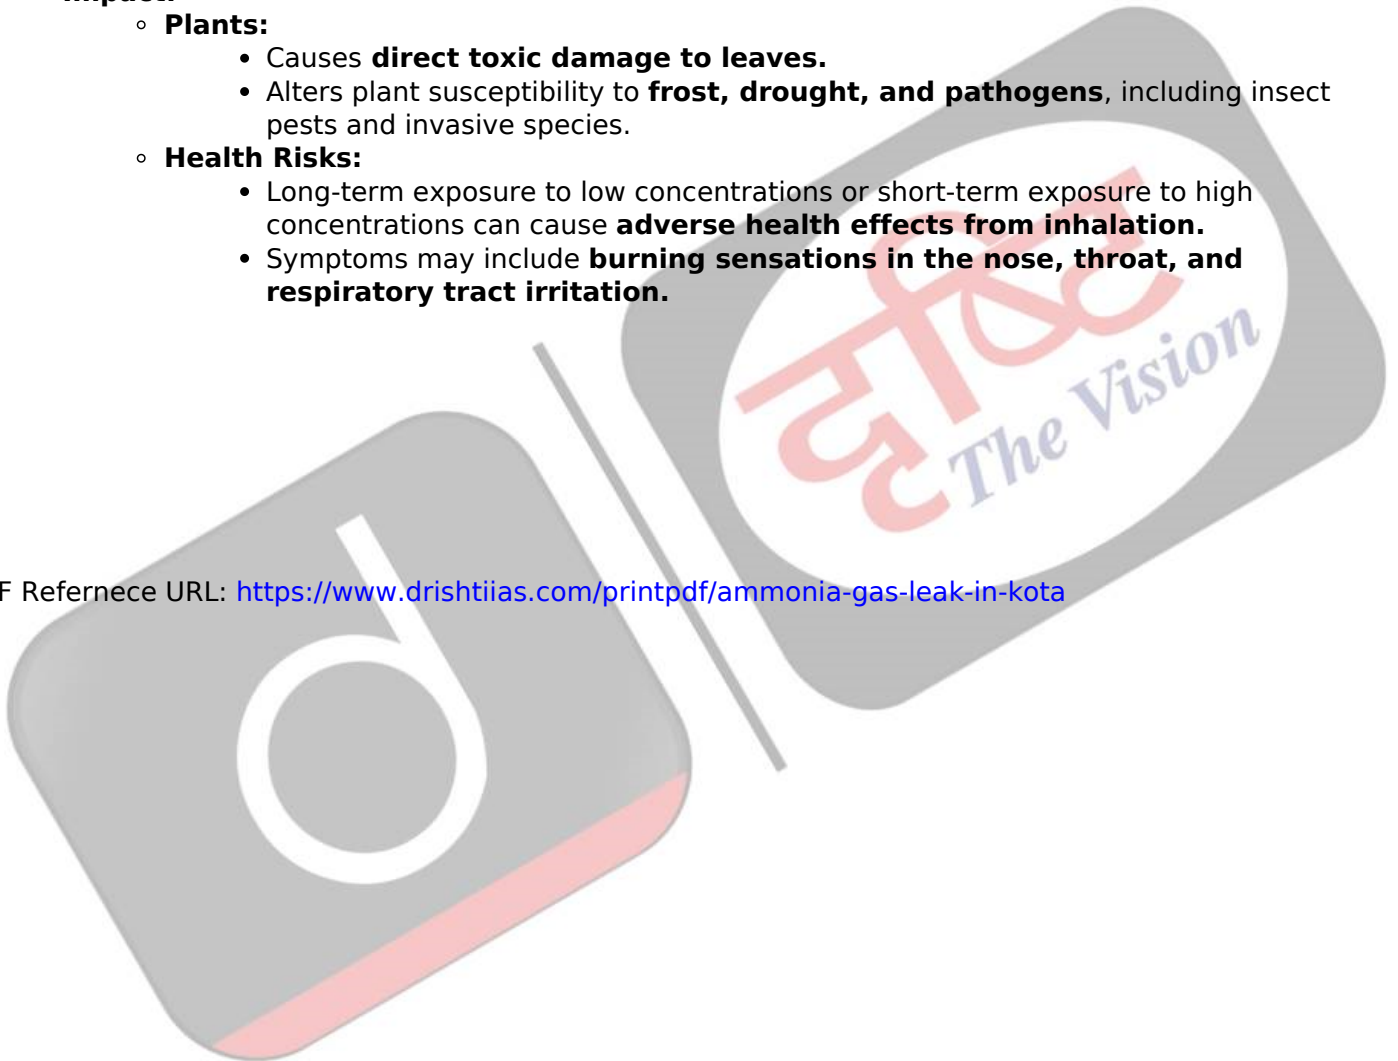 Impact:
Plants:
Causes direct toxic damage to leaves.
Alters plant susceptibility to frost, drought, and pathogens, including insect
pests and invasive species.
Health Risks:
Long-term exposure to low concentrations or short-term exposure to high
concentrations can cause adverse health effects from inhalation.
Symptoms may include burning sensations in the nose, throat, and
respiratory tract irritation.
दृष्टि
The Vision
d
F Refernece URL: https://www.drishtiias.com/printpdf/ammonia-gas-leak-in-kota